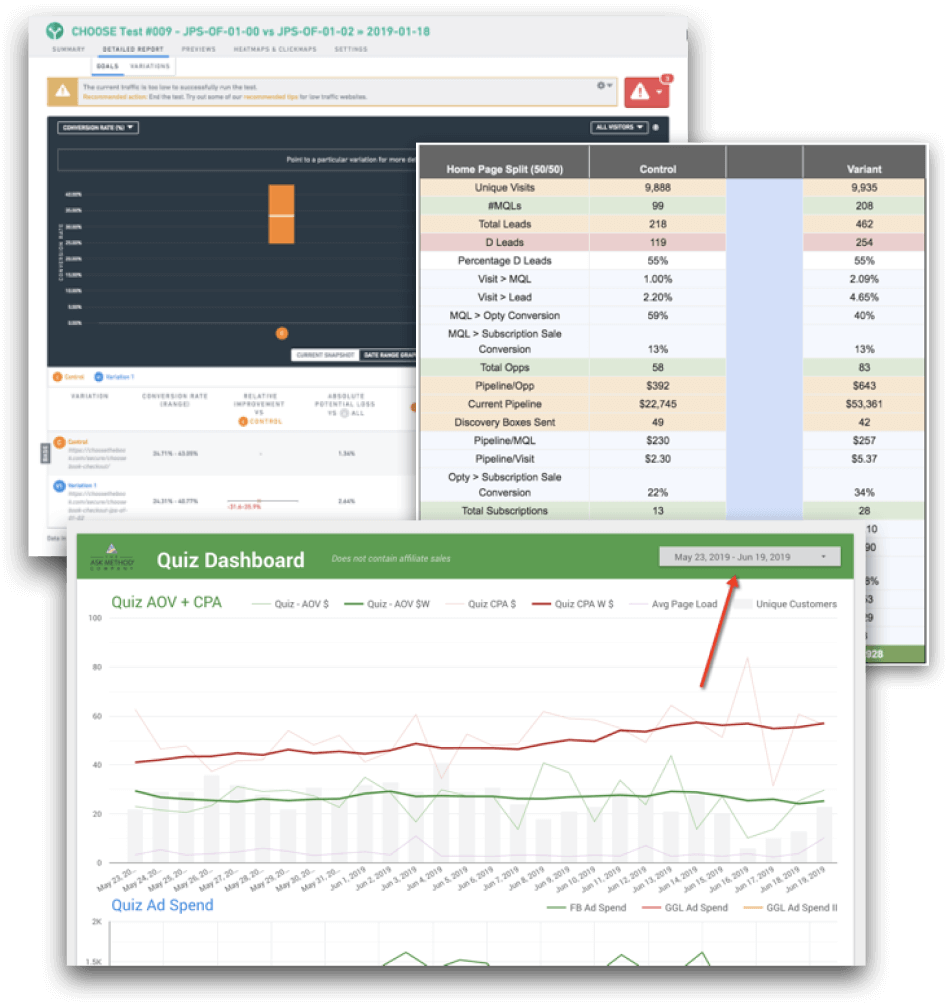 CHOOSE Test #009 - JPS-OF-01-00 vs JPS-OF-01-02 » 2019-01-18
SUMMARY DETAILED REPORT PREVIEWS HEATMAPS & CLICKMAPS SETTINGS
GOALS VARIATIONS
The current traffic is too low to successfully run the test.
Recommended action: End the test. Try out some of our recommended tips for low traffic websites.
3
CONVERSION RATE (%) ALL VISITORS
Point to a particular variation for more
CONVERSION RATE
40.00%
35.00%
30.00%
25.00%
20.00%
15.00%
10.00%
5.00%
0.00%
C
CURRENT SNAPSHOT DATE RANGE GRAPH
C Control V1 Variation 1
VARIATION CONVERSION RATE (RANGE) RELATIVE IMPROVEMENT VS CONTROL ABSOLUTE POTENTIAL LOSS VS ALL
BASE
C Control
34.71% - 43.05% - 1.36%
V1 Variation 1
34.31% - 40.77% -31.6-35.9% 2.64%
Home Page Split (50/50) Control Variant
Unique Visits 9,888 9,935
#MQLs 99 208
Total Leads 218 462
D Leads 119 254
Percentage D Leads 55% 55%
Visit > MQL 1.00% 2.09%
Visit > Lead 2.20% 4.65%
MQL > Opty Conversion 59% 40%
MQL > Subscription Sale
Conversion 13% 13%
Total Opps 58 83
Pipeline/Opp $392 $643
Current Pipeline $22,745 $53,361
Discovery Boxes Sent 49 42
Pipeline/MQL $230 $257
Pipeline/Visit $2.30 $5.37
Opty > Subscription Sale
Conversion 22% 34%
Total Subscriptions 13 28
10
90
8%
53
29
928
ASK METHOD
COMPANY
Quiz Dashboard
Does not contain affiliate sales
May 23, 2019 - Jun 19, 2019
Quiz AOV + CPA
Quiz - AOV $ Quiz - AOV $W Quiz CPA $ Quiz CPA W $ Avg Page Load Unique Customers
100
80
60
40
20
0
May 23, 20... May 24, 20... May 25, 20... May 26, 20... May 27, 20... May 28, 20... May 29, 20... May 30, 20... May 31, 20... Jun 1, 2019 Jun 2, 2019 Jun 3, 2019 Jun 4, 2019 Jun 5, 2019 Jun 6, 2019 Jun 7, 2019 Jun 8, 2019 Jun 9, 2019 Jun 10, 2019 Jun 11, 2019 Jun 12, 2019 Jun 13, 2019 Jun 14, 2019 Jun 15, 2019 Jun 16, 2019 Jun 17, 2019 Jun 18, 2019 Jun 19, 2019
Quiz Ad Spend
FB Ad Spend GGL Ad Spend GGL Ad Spend II
2K
1.5K